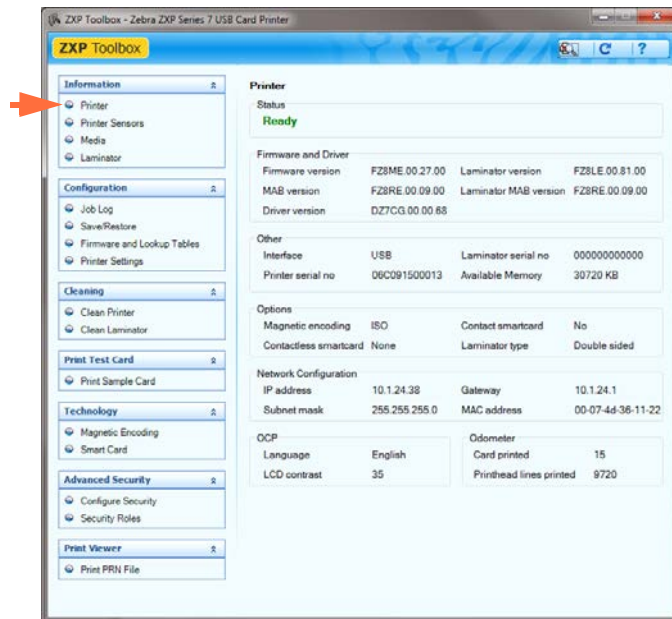 ZXP Toolbox - Zebra ZXP Series 7 USB Card Printer
ZXP Toolbox
?
Information
Printer
Printer Sensors
Media
Laminator
Configuration
Job Log
Save/Restore
Firmware and Lookup Tables
Printer Settings
Cleaning
Clean Printer
Clean Laminator
Print Test Card
Print Sample Card
Technology
Magnetic Encoding
Smart Card
Advanced Security
Configure Security
Security Roles
Print Viewer
Print PRN File
Printer
Status
Ready
Firmware and Driver
Firmware version FZ8ME.00.27.00 Laminator version FZ8LE.00.81.00
MAB version FZ8RE.00.09.00 Laminator MAB version FZ8RE.00.09.00
Driver version DZ7CG.00.00.68
Other
Interface USB Laminator serial no 000000000000
Printer serial no 06C091500013 Available Memory 30720 KB
Options
Magnetic encoding ISO Contact smartcard No
Contactless smartcard None Laminator type Double sided
Network Configuration
IP address 10.1.24.38 Gateway 10.1.24.1
Subnet mask 255.255.255.0 MAC address 00-07-4d-36-11-22
OCP
Language English
LCD contrast 35
Odometer
Card printed 15
Printhead lines printed 9720